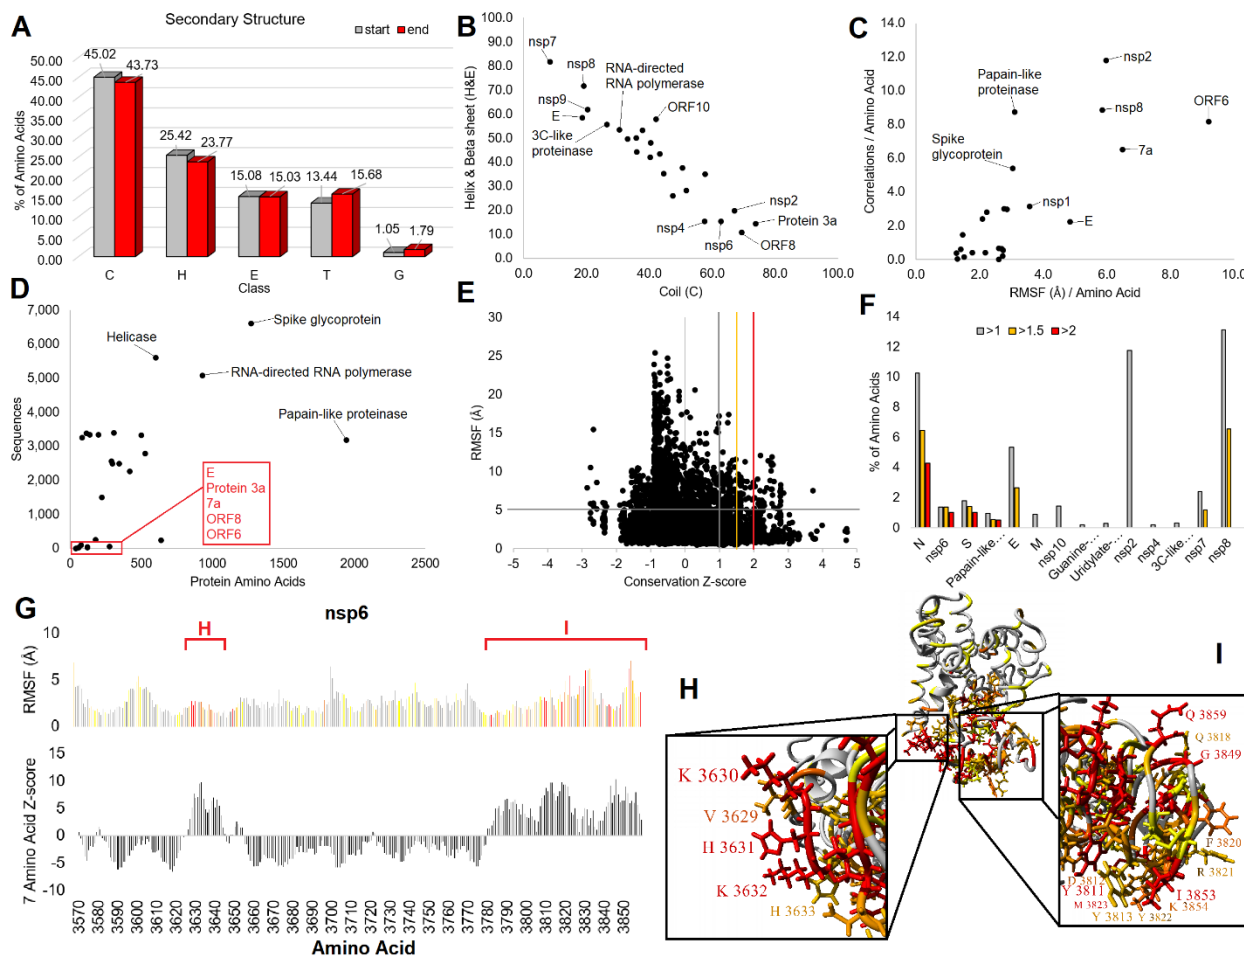 A
Secondary Structure
start end
% of Amino Acids
50.00
45.00
40.00
35.00
30.00
25.00
20.00
15.00
10.00
5.00
0.00
45.02
43.73
25.42
23.77
15.08
15.03
13.44
15.68
1.05
1.79
C H E T G
Class
B
Helix & Beta sheet (H&E)
100.0
90.0
80.0
70.0
60.0
50.0
40.0
30.0
20.0
10.0
0.0
nsp7
nsp8
RNA-directed
RNA polymerase
nsp9
E
ORF10
3C-like
proteinase
nsp2
nsp4
Protein 3a
nsp6
ORF8
0.0 20.0 40.0 60.0 80.0 100.0
Coil (C)
C
Correlations / Amino Acid
14.0
12.0
10.0
8.0
6.0
4.0
2.0
0.0
nsp2
Papain-like
proteinase
nsp8
ORF6
Spike
glycoprotein
7a
nsp1
E
0.0 2.0 4.0 6.0 8.0 10.0
RMSF (Å) / Amino Acid
D
Sequences
7,000
6,000
5,000
4,000
3,000
2,000
1,000
0
Spike glycoprotein
Helicase
RNA-directed RNA polymerase
Papain-like proteinase
E
Protein 3a
7a
ORF8
ORF6
0 500 1000 1500 2000 2500
Protein Amino Acids
E
RMSF (Å)
30
25
20
15
10
5
0
-5 -4 -3 -2 -1 0 1 2 3 4 5
Conservation Z-score
F
% of Amino Acids
14
12
10
8
6
4
2
0
>1 >1.5 >2
N
nsp6
S
Papain-like…
E
M
nsp10
Guanine-…
Uridylate-…
nsp2
nsp4
3C-like…
nsp7
nsp8
G
nsp6
RMSF (Å)
10
5
0
H
I
7 Amino Acid Z-score
15
10
5
0
-5
-10
3570 3580 3590 3600 3610 3620 3630 3640 3650 3660 3670 3680 3690 3700 3710 3720 3730 3740 3750 3760 3770 3780 3790 3800 3810 3820 3830 3840 3850
Amino Acid
H
K 3630
V 3629
H 3631
K 3632
H 3633
I
Q 3859
Q 3818
G 3849
F 3820
R 3821
D 3812
Y 3811
I 3853
M 3823
K 3854
Y 3813
Y 3822